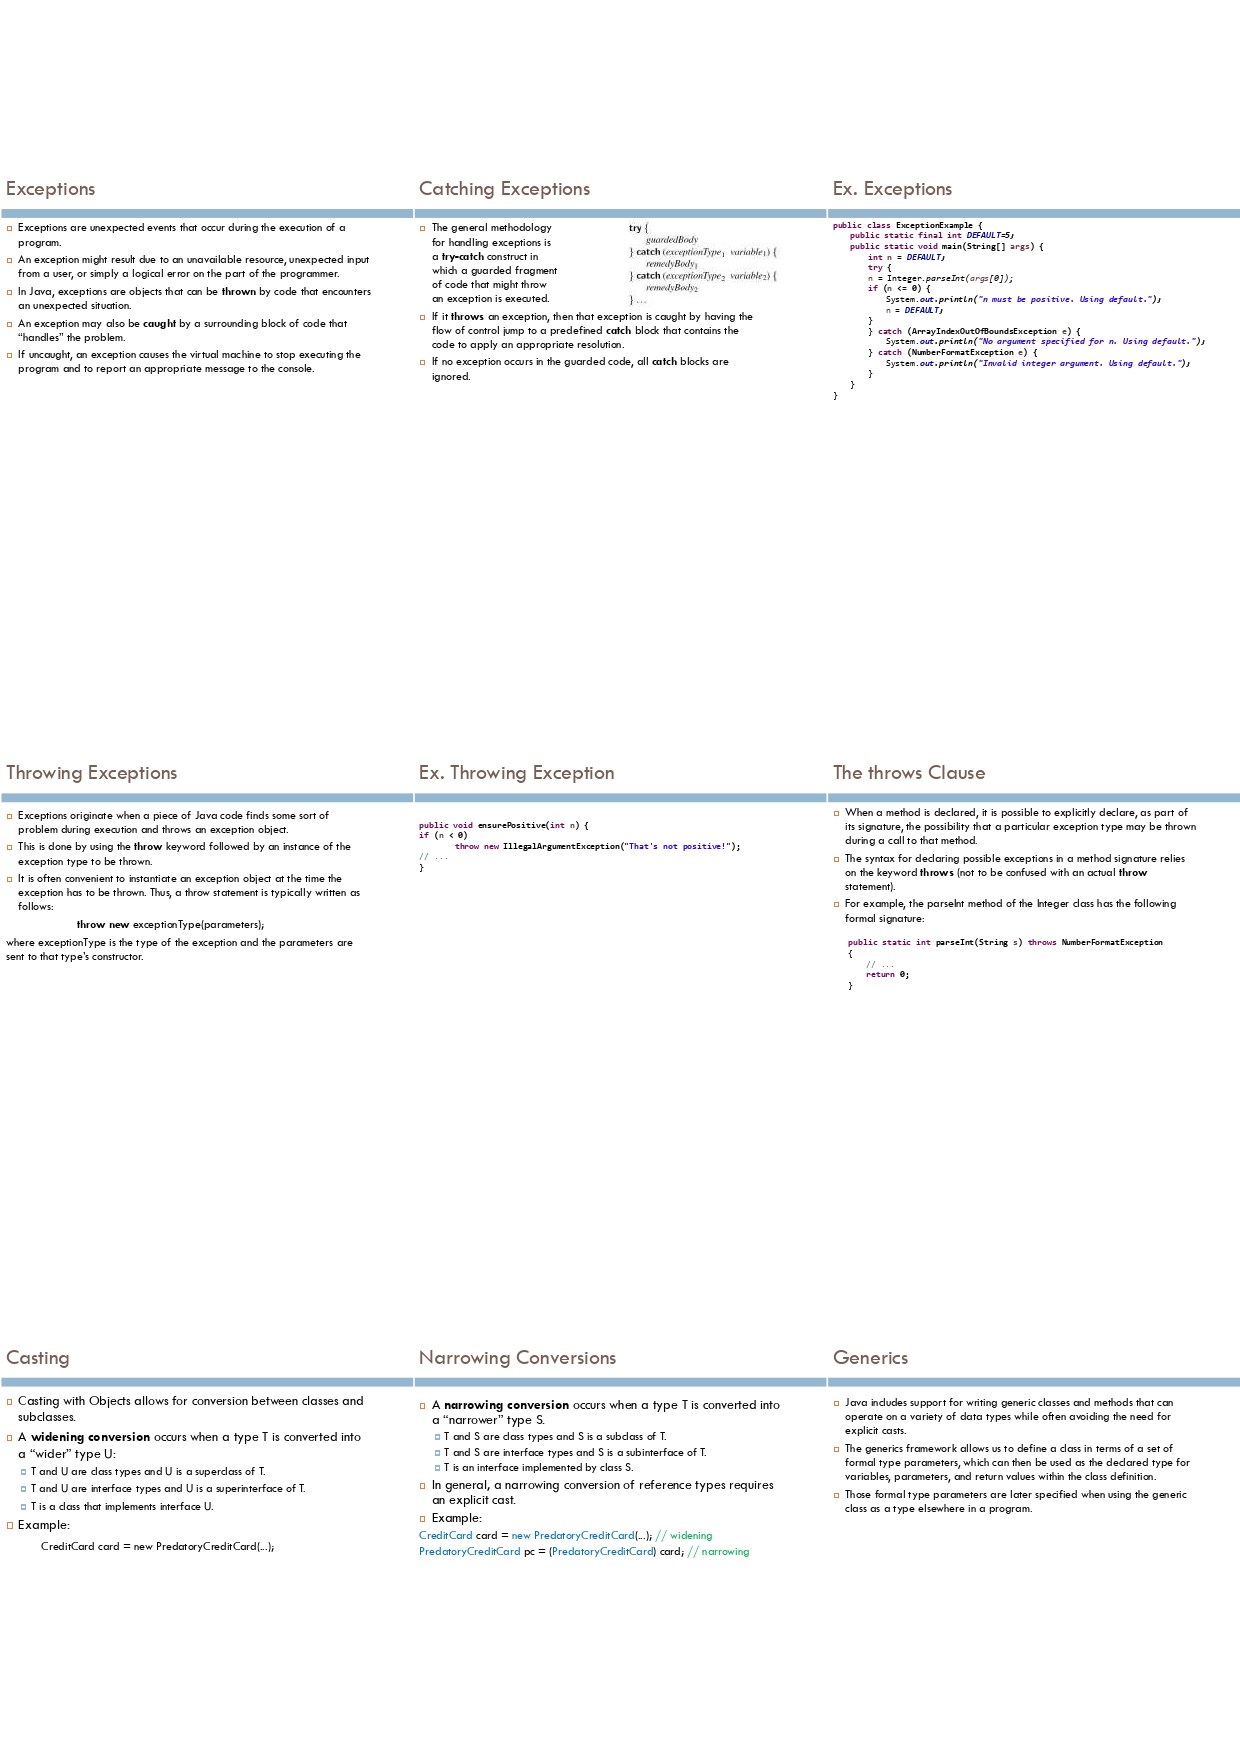 Exceptions
Exceptions are unexpected events that occur during the execution of a
program.
An exception might result due to an unavailable resource, unexpected input
from a user, or simply a logical error on the part of the programmer.
In Java, exceptions are objects that can be thrown by code that encounters
an unexpected situation.
An exception may also be caught by a surrounding block of code that
“handles” the problem.
If uncaught, an exception causes the virtual machine to stop executing the
program and to report an appropriate message to the console.
Catching Exceptions
The general methodology
for handling exceptions is
a try-catch construct in
which a guarded fragment
of code that might throw
an exception is executed.
try {
guardedBody
} catch (exceptionType1 variable1) {
remedyBody1
} catch (exceptionType2 variable2) {
remedyBody2
} ...
If it throws an exception, then that exception is caught by having the
flow of control jump to a predefined catch block that contains the
code to apply an appropriate resolution.
If no exception occurs in the guarded code, all catch blocks are
ignored.
Ex. Exceptions
public class ExceptionExample {
public static final int DEFAULT=5;
public static void main(String[] args) {
int n = DEFAULT;
try {
n = Integer.parseInt(args[0]);
if (n <= 0) {
System.out.println("n must be positive. Using default.");
n = DEFAULT;
}
} catch (ArrayIndexOutOfBoundsException e) {
System.out.println("No argument specified for n. Using default.");
} catch (NumberFormatException e) {
System.out.println("Invalid integer argument. Using default.");
}
}
}
Throwing Exceptions
Exceptions originate when a piece of Java code finds some sort of
problem during execution and throws an exception object.
This is done by using the throw keyword followed by an instance of the
exception type to be thrown.
It is often convenient to instantiate an exception object at the time the
exception has to be thrown. Thus, a throw statement is typically written as
follows:
throw new exceptionType(parameters);
where exceptionType is the type of the exception and the parameters are
sent to that type’s constructor.
Ex. Throwing Exception
public void ensurePositive(int n) {
if (n < 0)
throw new IllegalArgumentException("That's not positive!");
// ...
}
The throws Clause
When a method is declared, it is possible to explicitly declare, as part of
its signature, the possibility that a particular exception type may be thrown
during a call to that method.
The syntax for declaring possible exceptions in a method signature relies
on the keyword throws (not to be confused with an actual throw
statement).
For example, the parseInt method of the Integer class has the following
formal signature:
public static int parseInt(String s) throws NumberFormatException
{
// ...
return 0;
}
Casting
Casting with Objects allows for conversion between classes and
subclasses.
A widening conversion occurs when a type T is converted into
a “wider” type U:
T and U are class types and U is a superclass of T.
T and U are interface types and U is a superinterface of T.
T is a class that implements interface U.
Example:
CreditCard card = new PredatoryCreditCard(...);
Narrowing Conversions
A narrowing conversion occurs when a type T is converted into
a “narrower” type S.
T and S are class types and S is a subclass of T.
T and S are interface types and S is a subinterface of T.
T is an interface implemented by class S.
In general, a narrowing conversion of reference types requires
an explicit cast.
Example:
CreditCard card = new PredatoryCreditCard(...); // widening
PredatoryCreditCard pc = (PredatoryCreditCard) card; // narrowing
Generics
Java includes support for writing generic classes and methods that can
operate on a variety of data types while often avoiding the need for
explicit casts.
The generics framework allows us to define a class in terms of a set of
formal type parameters, which can then be used as the declared type for
variables, parameters, and return values within the class definition.
Those formal type parameters are later specified when using the generic
class as a type elsewhere in a program.